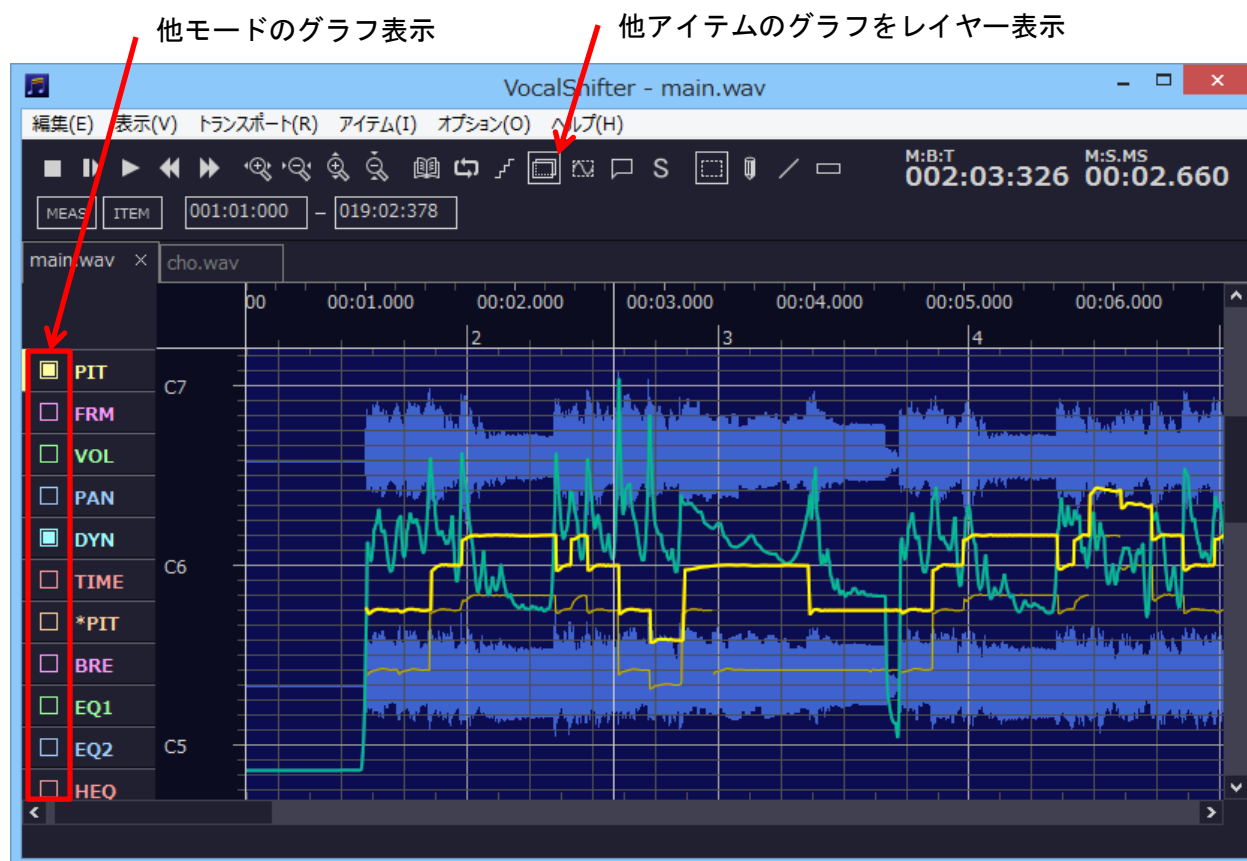 他モードのグラフ表示
他アイテムのグラフをレイヤー表示
VocalShifter - main.wav
編集(E) 表示(V) トランスポート(R) アイテム(I) オプション(O) ヘルプ(H)
S
M:B:T M:S.MS
002:03:326 00:02.660
MEAS ITEM 001:01:000 – 019:02:378
main.wav × cho.wav
00 00:01.000 00:02.000 00:03.000 00:04.000 00:05.000 00:06.000
2 3 4
PIT
C7
FRM
VOL
PAN
DYN
C6
TIME
*PIT
BRE
EQ1
EQ2
C5
HEQ